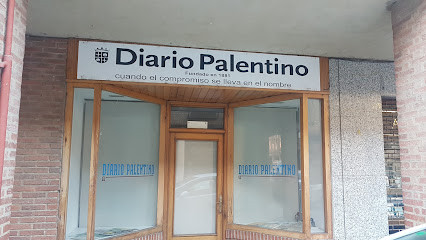 Diario Palentino
Fundado en 1881
cuando el compromiso se lleva en el nombre
DIARIO PALENTINO
DIARIO PALENTINO